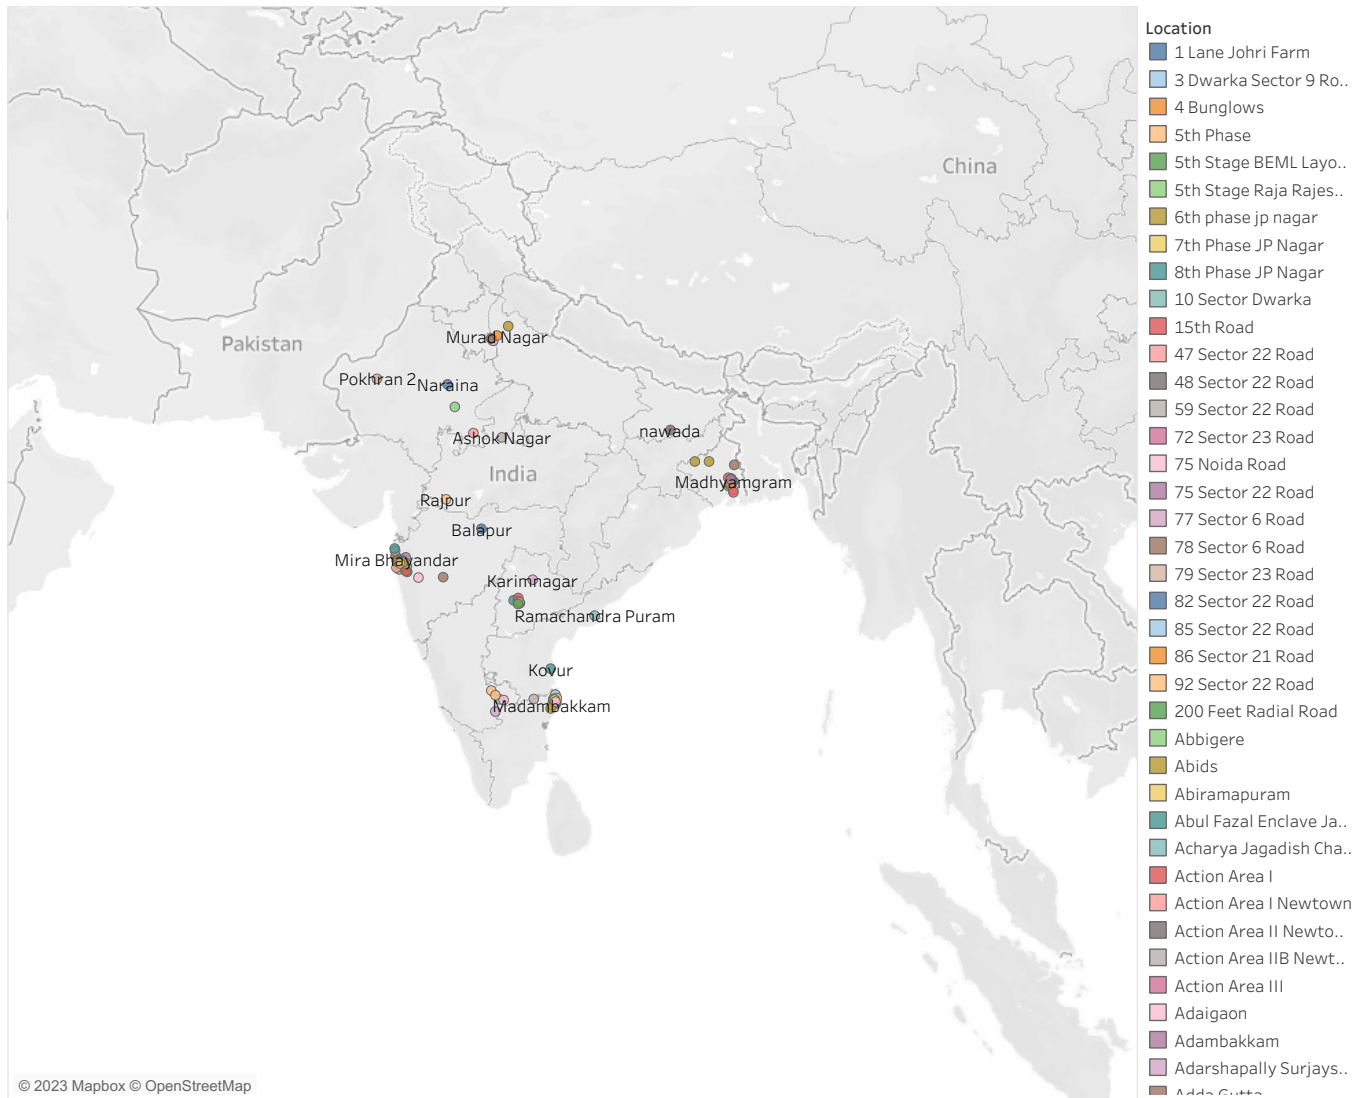 China
Pakistan
Murad Nagar
Pokhran 2
Naraina
nawada
Ashok Nagar
India
Madhyamgram
Rajpur
Balapur
Mira Bhayandar
Karimnagar
Ramachandra Puram
Kovur
Madambakkam
© 2023 Mapbox © OpenStreetMap
Location
1 Lane Johri Farm
3 Dwarka Sector 9 Ro..
4 Bunglows
5th Phase
5th Stage BEML Layo..
5th Stage Raja Rajes..
6th phase jp nagar
7th Phase JP Nagar
8th Phase JP Nagar
10 Sector Dwarka
15th Road
47 Sector 22 Road
48 Sector 22 Road
59 Sector 22 Road
72 Sector 23 Road
75 Noida Road
75 Sector 22 Road
77 Sector 6 Road
78 Sector 6 Road
79 Sector 23 Road
82 Sector 22 Road
85 Sector 22 Road
86 Sector 21 Road
92 Sector 22 Road
200 Feet Radial Road
Abbigere
Abids
Abiramapuram
Abul Fazal Enclave Ja..
Acharya Jagadish Cha..
Action Area I
Action Area I Newtown
Action Area II Newto..
Action Area IIB Newt..
Action Area III
Adaigaon
Adambakkam
Adarshapally Surjays..
Adda Gutta